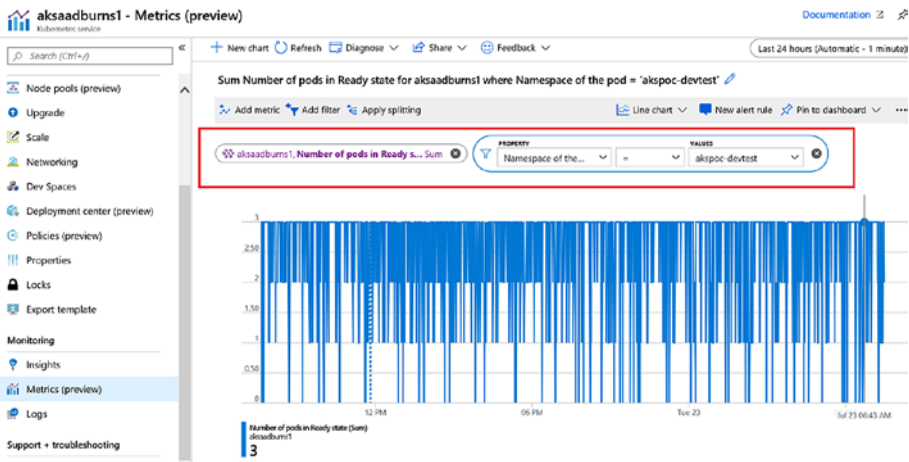 aksaadburns1 - Metrics (preview)
Kubernetes service
Documentation
Search (Ctrl+/)
«
New chart Refresh Diagnose Share Feedback
Last 24 hours (Automatic - 1 minute)
Node pools (preview)
Upgrade
Scale
Networking
Dev Spaces
Deployment center (preview)
Policies (preview)
Properties
Locks
Export template
Monitoring
Insights
Metrics (preview)
Logs
Support + troubleshooting
Sum Number of pods in Ready state for aksaadburns1 where Namespace of the pod = 'akspoc-devtest'
Add metric Add filter Apply splitting
Line chart New alert rule Pin to dashboard ...
aksaadburns1, Number of pods in Ready s... Sum
PROPERTY VALUES
Namespace of the... = akspoc-devtest
3
2.50
2
1.50
1
0.50
0
12 PM 06 PM Tue 23 Jul 23 06:43 AM
Number of pods in Ready state (Sum)
aksaadburns1
3